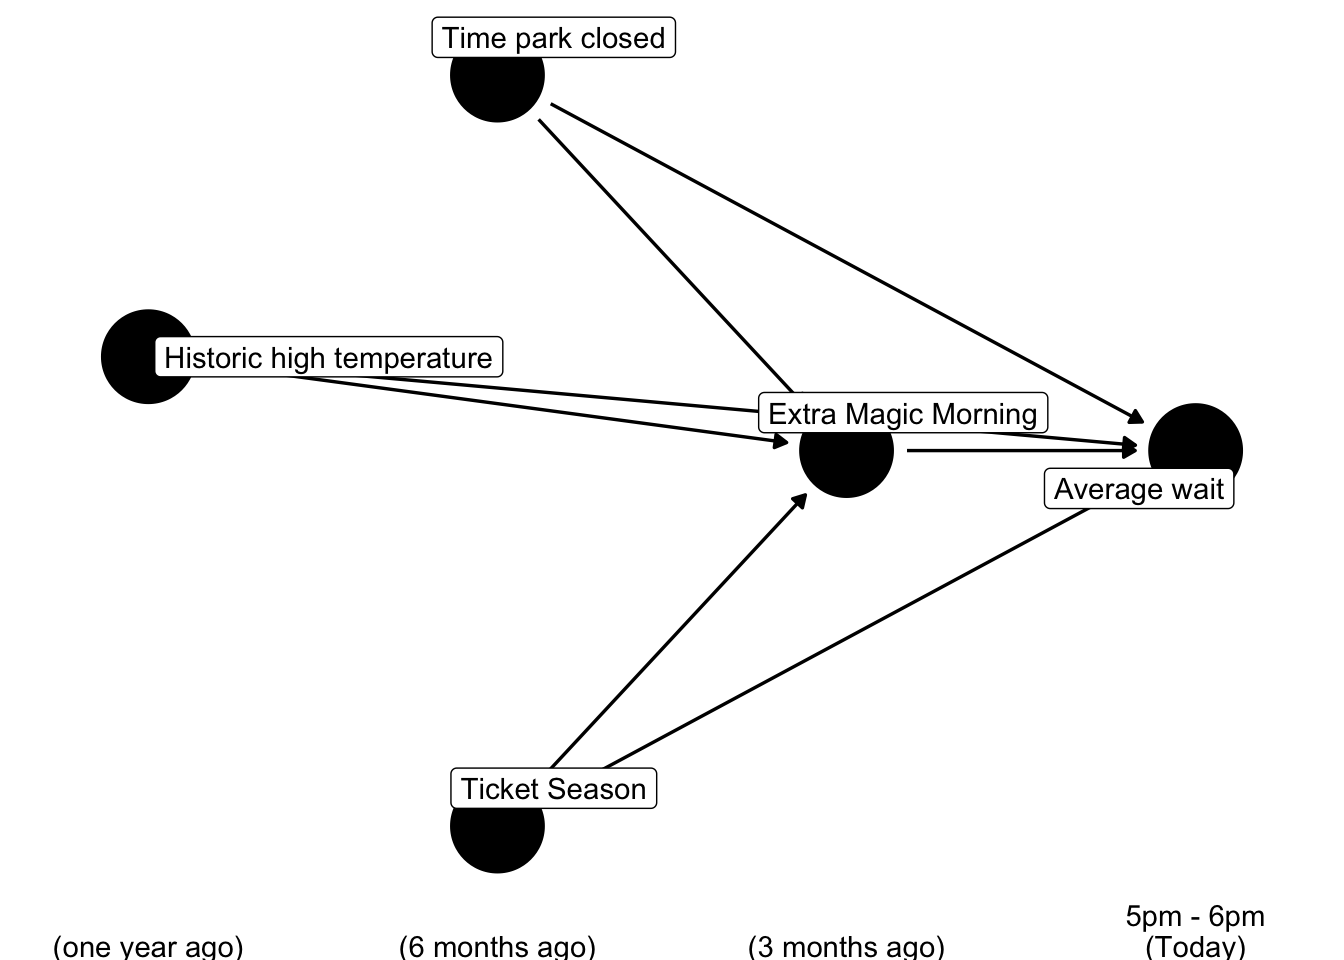 Time park closed
Historic high temperature
Extra Magic Morning
Average wait
Ticket Season
5pm - 6pm
(one year ago) (6 months ago) (3 months ago) (Today)